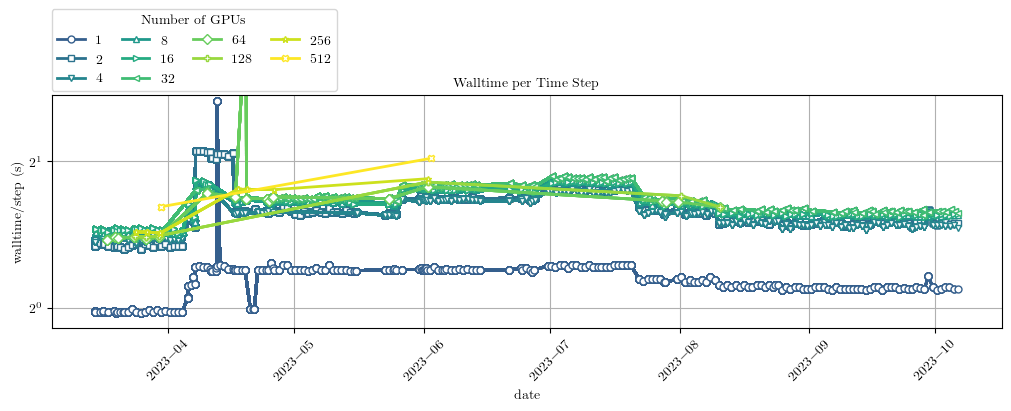 Number of GPUs
1 8 64 256
2 16 128 512
4 32
Walltime per Time Step
walltime/step (s)
2^1
2^0
2023−04 2023−05 2023−06 2023−07 2023−08 2023−09 2023−10
date